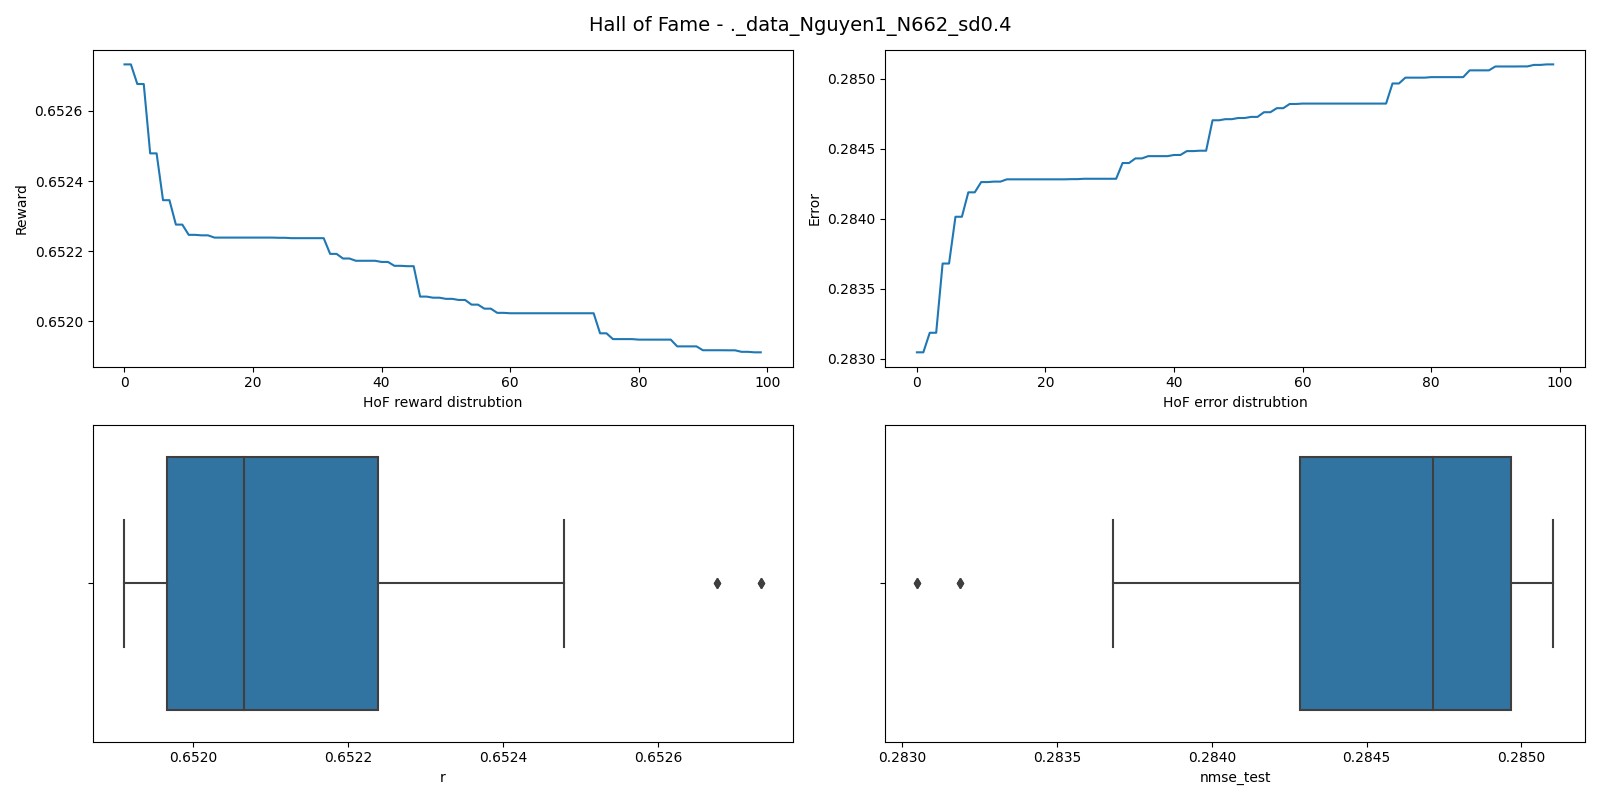 Hall of Fame - ._data_Nguyen1_N662_sd0.4
0.6526
0.6524
0.6522
0.6520
Reward
0 20 40 60 80 100
HoF reward distrubtion
0.2850
0.2845
0.2840
0.2835
0.2830
Error
0 20 40 60 80 100
HoF error distrubtion
0.6520 0.6522 0.6524 0.6526
r
0.2830 0.2835 0.2840 0.2845 0.2850
nmse_test